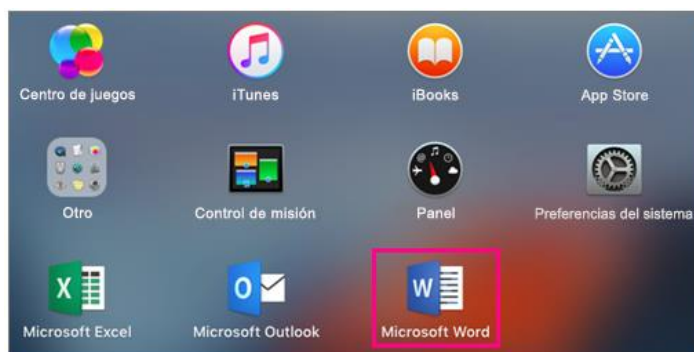 Centro de juegos
iTunes
iBooks
App Store
Otro
Control de misión
Panel
Preferencias del sistema
X
O
W
Microsoft Excel
Microsoft Outlook
Microsoft Word